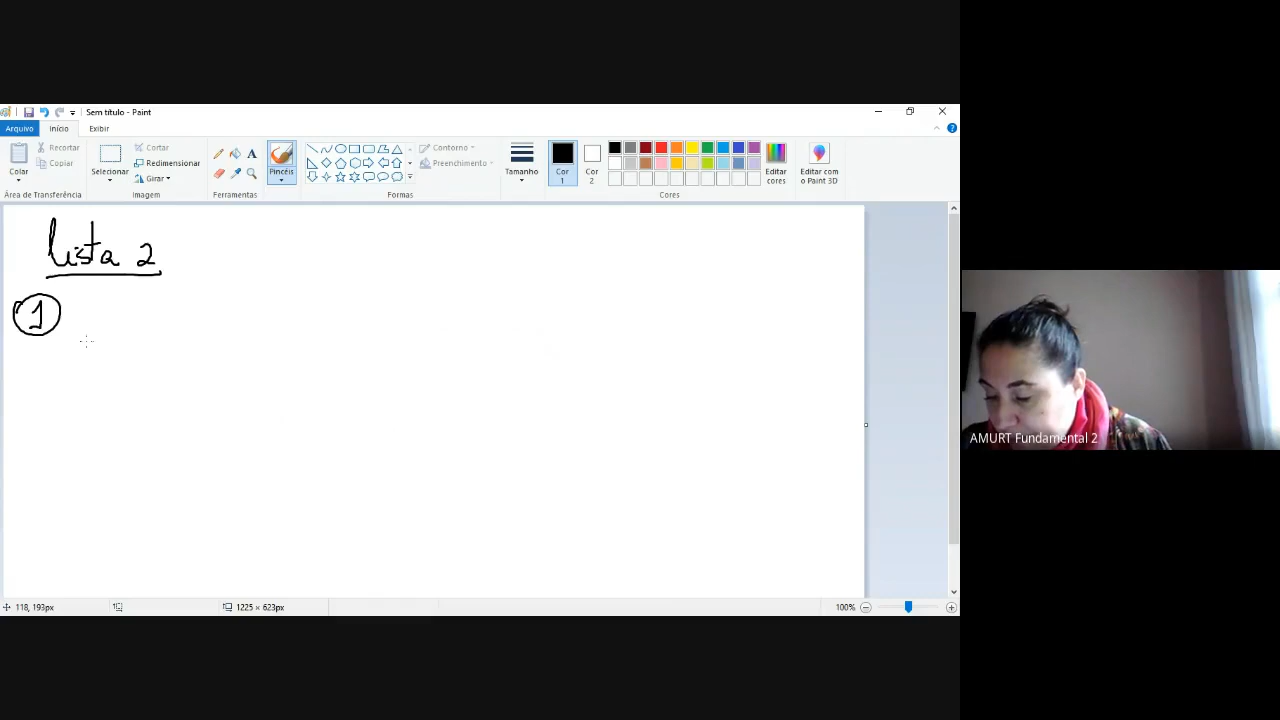 Sem título - Paint
Arquivo Início Exibir
Colar
Recortar
Copiar
Área de Transferência
Selecionar
Cortar
Redimensionar
Girar
Imagem
A
Ferramentas
Pincéis
Contorno
Preenchimento
Formas
Tamanho
Cor 1
Cor 2
Editar cores
Cores
Editar com o Paint 3D
lista 2
1
118, 193px
1225 × 623px
100%
AMURT Fundamental 2